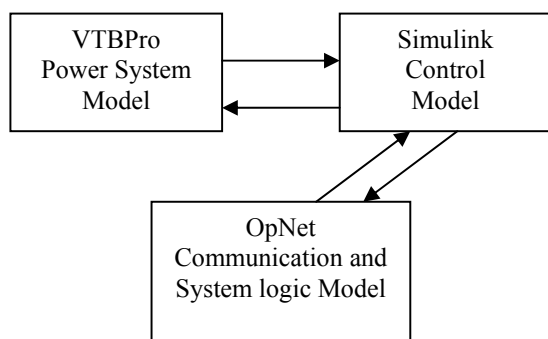 VTBPro
Power System
Model
Simulink
Control
Model
OpNet
Communication and
System logic Model